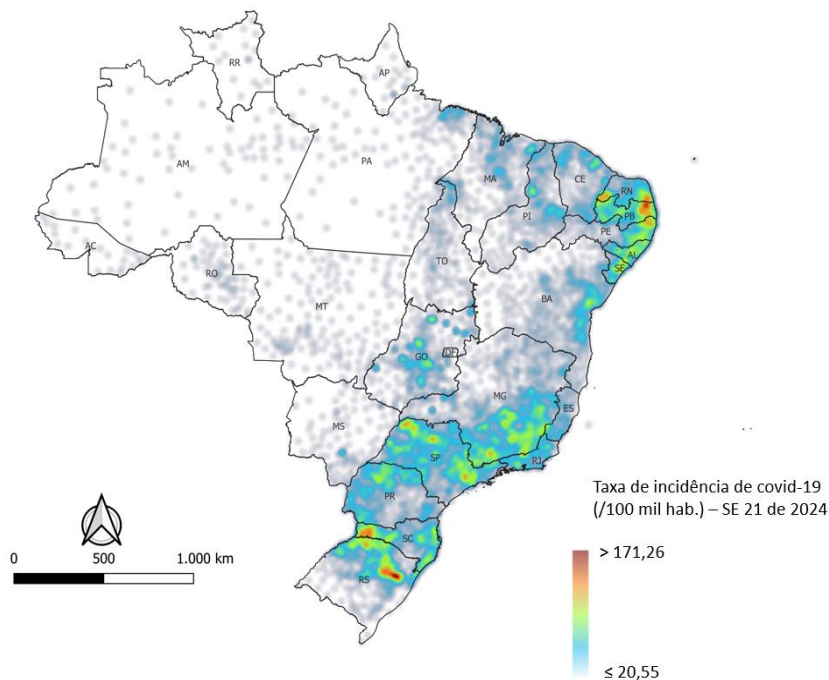 RR
AP
AM
PA
MA
CE
RN
PB
PI
PE
AL
SE
AC
RO
TO
BA
MT
GO
DF
MG
ES
MS
SP
RJ
PR
SC
RS
0 500 1.000 km
Taxa de incidência de covid-19
(/100 mil hab.) – SE 21 de 2024
> 171,26
≤ 20,55